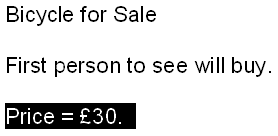 Bicycle for Sale
First person to see will buy.
Price = £30.